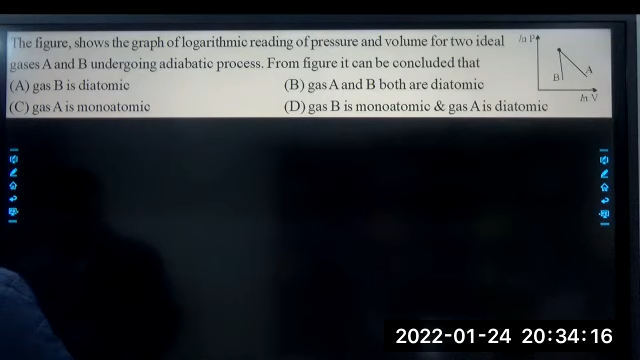 The figure, shows the graph of logarithmic reading of pressure and volume for two ideal
gases A and B undergoing adiabatic process. From figure it can be concluded that
(A) gas B is diatomic
(B) gas A and B both are diatomic
(C) gas A is monoatomic
(D) gas B is monoatomic & gas A is diatomic
ln P
B
A
ln V
2022-01-24 20:34:16